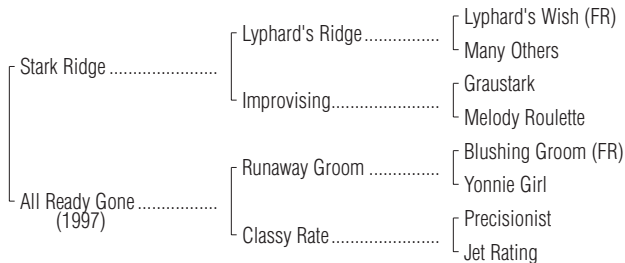 Lyphard's Wish (FR)
Lyphard's Ridge................
Many Others
Stark Ridge .......................
Graustark
Improvising.......................
Melody Roulette
Blushing Groom (FR)
Runaway Groom ...............
Yonnie Girl
All Ready Gone .................
(1997)
Precisionist
Classy Rate.......................
Jet Rating